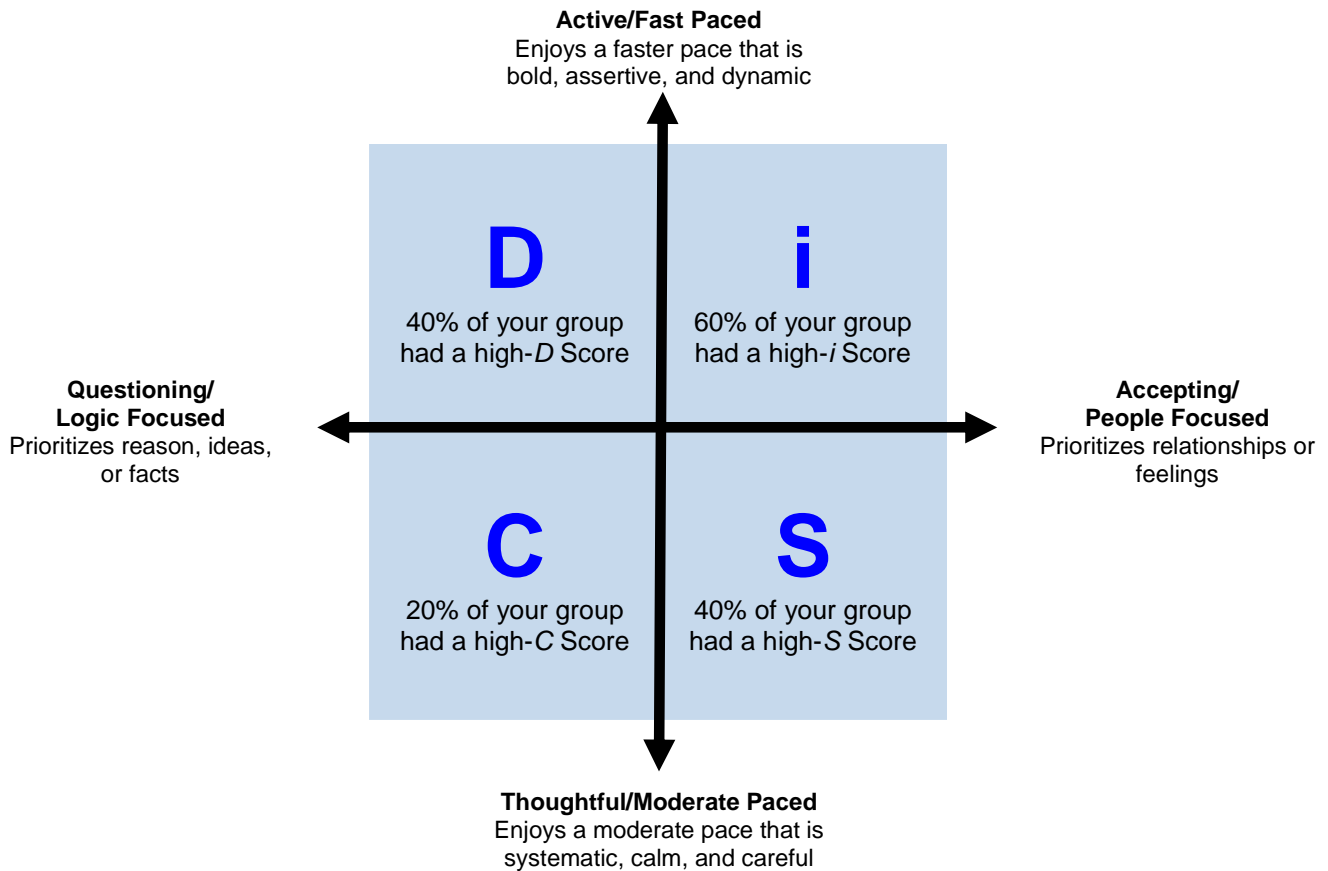 Active/Fast Paced
Enjoys a faster pace that is
bold, assertive, and dynamic
D
40% of your group
had a high-D Score
i
60% of your group
had a high-i Score
Questioning/
Logic Focused
Prioritizes reason, ideas,
or facts
Accepting/
People Focused
Prioritizes relationships or
feelings
C
20% of your group
had a high-C Score
S
40% of your group
had a high-S Score
Thoughtful/Moderate Paced
Enjoys a moderate pace that is
systematic, calm, and careful